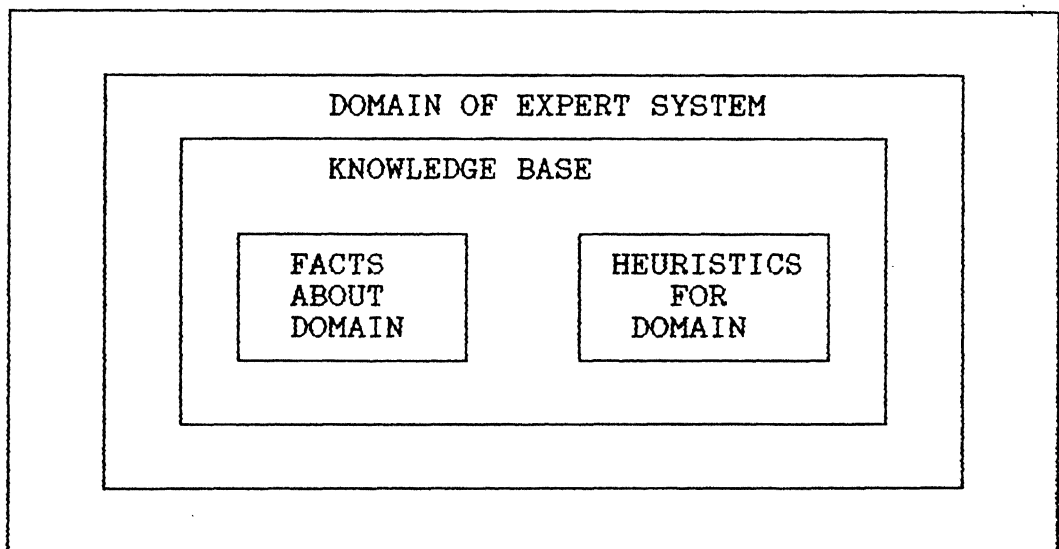 DOMAIN OF EXPERT SYSTEM
KNOWLEDGE BASE
FACTS
ABOUT
DOMAIN
HEURISTICS
FOR
DOMAIN